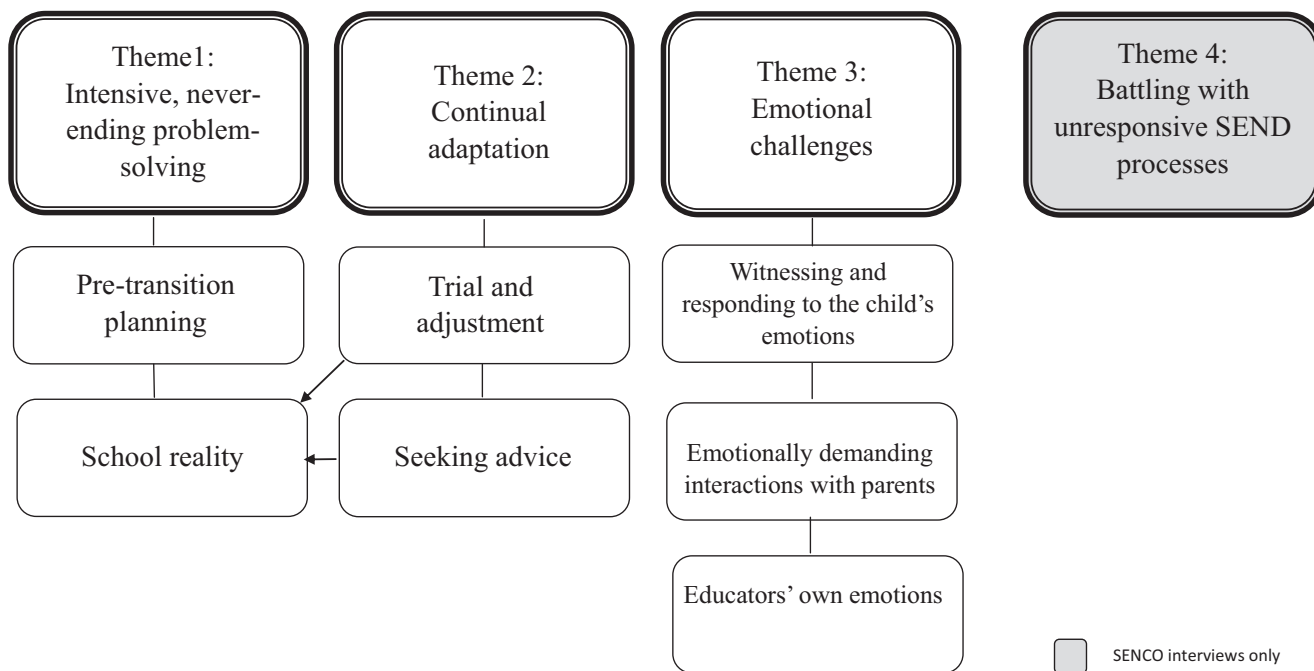 Theme1:
Intensive, never-
ending problem-
solving
Theme 2:
Continual
adaptation
Theme 3:
Emotional
challenges
Theme 4:
Battling with
unresponsive SEND
processes
Pre-transition
planning
Trial and
adjustment
Witnessing and
responding to the child’s
emotions
School reality
Seeking advice
Emotionally demanding
interactions with parents
Educators’ own emotions
SENCO interviews only